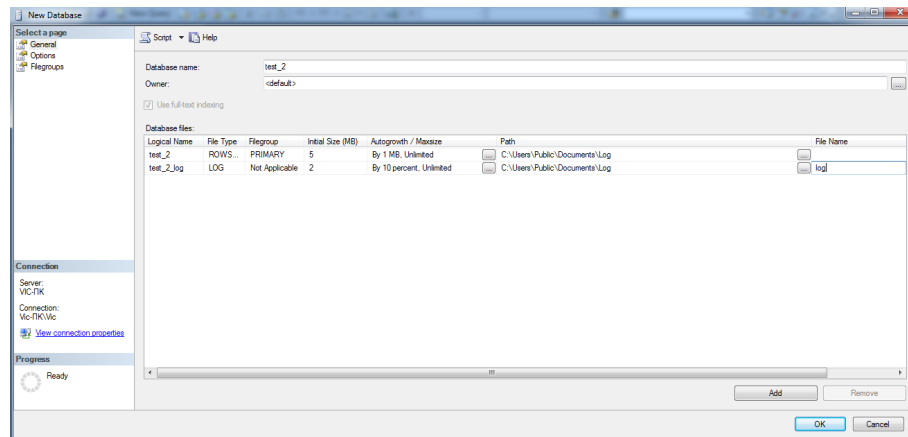 New Database
Select a page
General
Options
Filegroups
Script Help
Database name: test_2
Owner: <default> ...
Use full-text indexing
Database files:
Logical Name File Type Filegroup Initial Size (MB) Autogrowth / Maxsize Path File Name
test_2 ROWS... PRIMARY 5 By 1 MB, Unlimited ... C:\Users\Public\Documents\Log ...
test_2_log LOG Not Applicable 2 By 10 percent, Unlimited ... C:\Users\Public\Documents\Log ... log
Connection
Server:
VIC-ПК
Connection:
Vic-ПК\Vic
View connection properties
Progress
Ready
Add Remove
OK Cancel